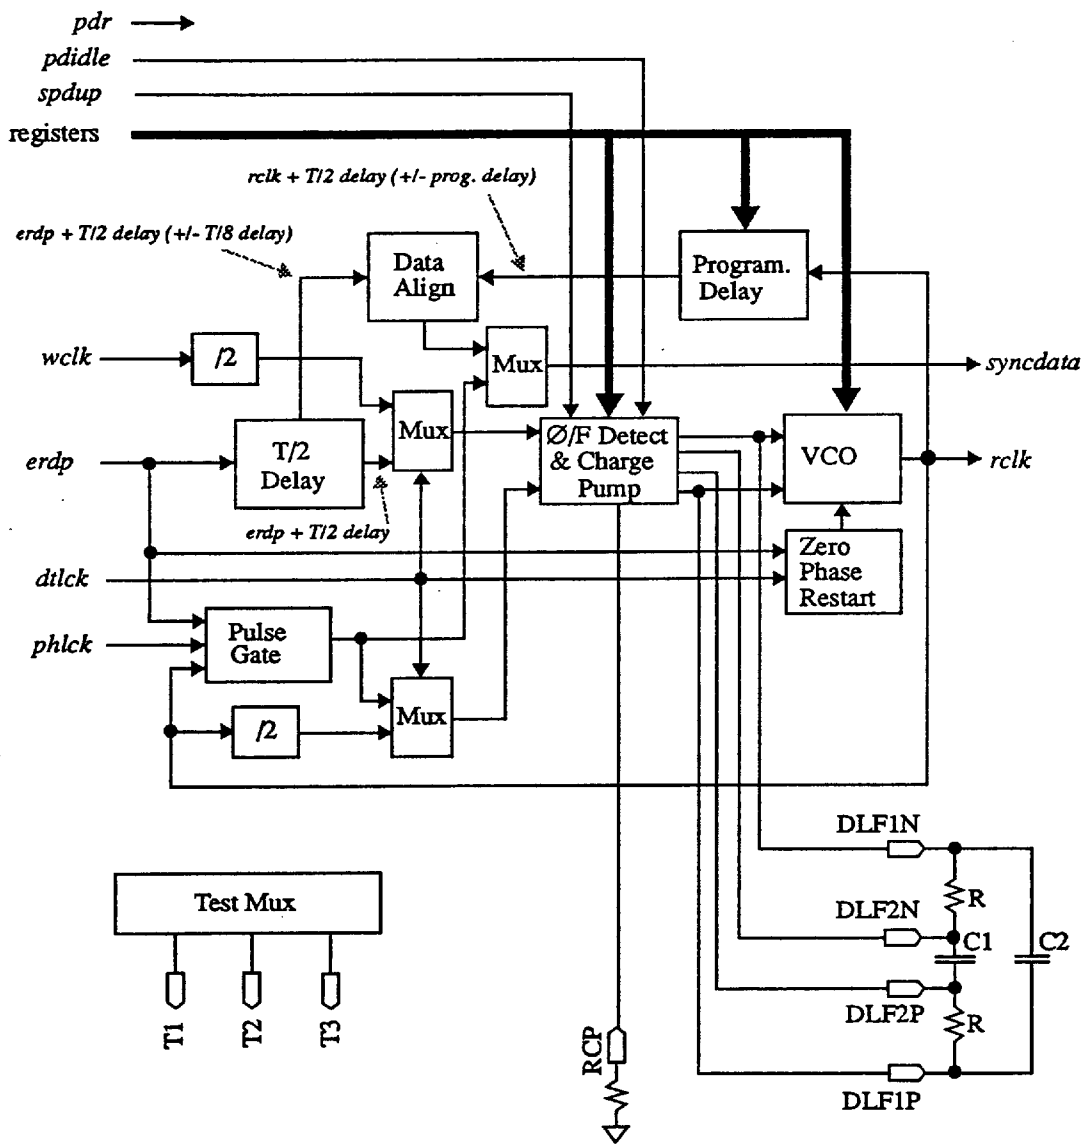 pdr
pdidle
spdup
registers
rclk + T/2 delay (+/- prog. delay)
erdp + T/2 delay (+/- T/8 delay)
Data
Align
Program.
Delay
wclk
/2
Mux
syncdata
Mux
erdp
T/2
Delay
Ø/F Detect
& Charge
Pump
VCO
rclk
erdp + T/2 delay
dtlck
Zero
Phase
Restart
phlck
Pulse
Gate
Mux
/2
DLF1N
R
Test Mux
DLF2N
C1
C2
DLF2P
R
T1
T2
T3
RCP
DLF1P